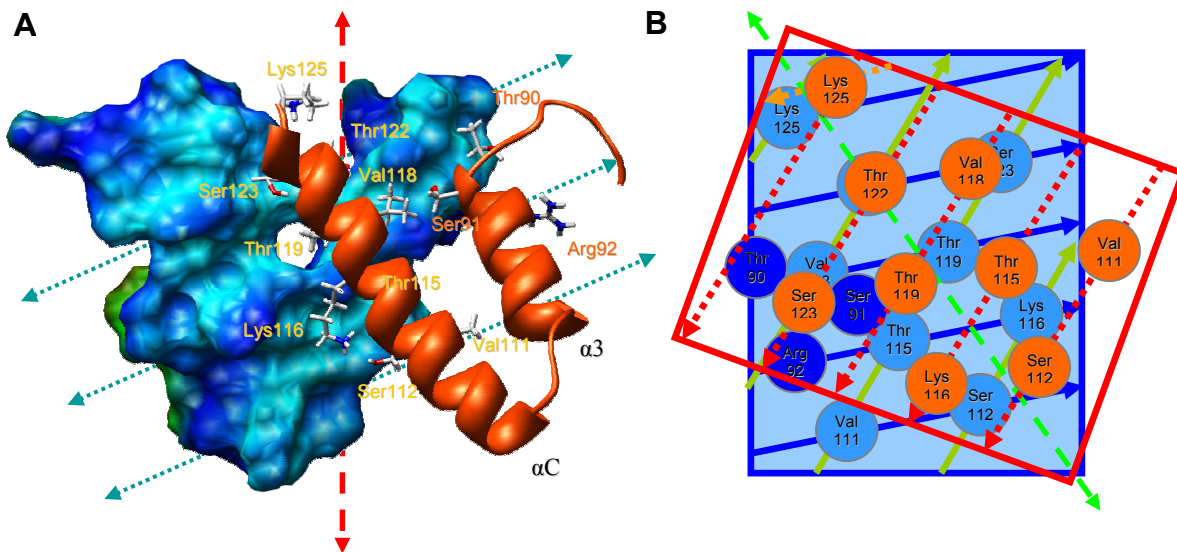 A
Lys125
Thr90
Thr122
Val118
Ser123
Ser91
Thr119
Arg92
Thr115
Lys116
Val111
α3
Ser112
αC
B
Lys
125
Lys
125
Val
118
Ser
23
Thr
122
Val
111
Thr
90
Val
Thr
119
Thr
115
Ser
123
Ser
91
Thr
119
Lys
116
Thr
115
Arg
92
Ser
112
Lys
116
Ser
112
Val
111